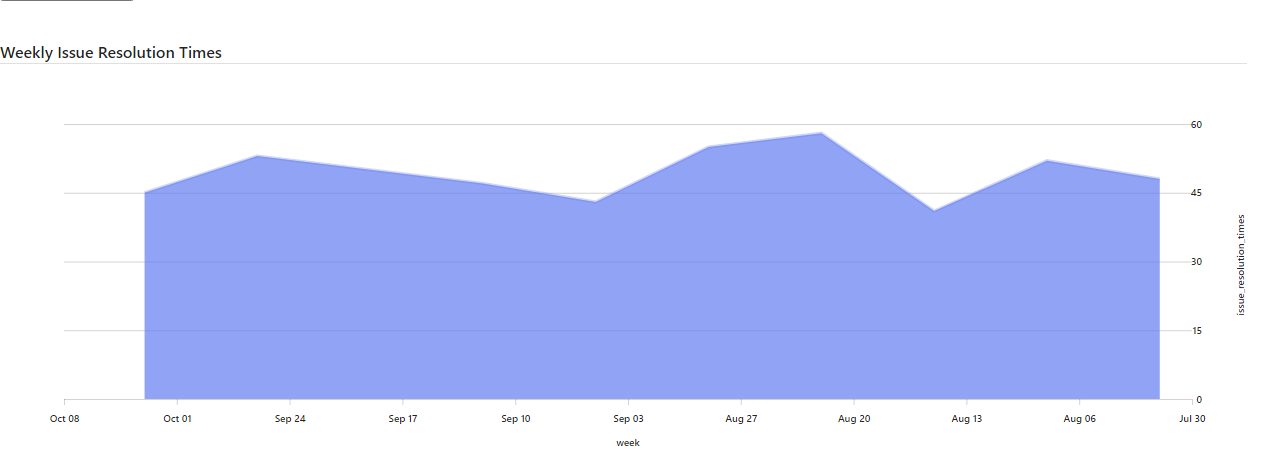 Weekly Issue Resolution Times
60
45
30
15
0
issue_resolution_times
Oct 08 Oct 01 Sep 24 Sep 17 Sep 10 Sep 03 Aug 27 Aug 20 Aug 13 Aug 06 Jul 30
week